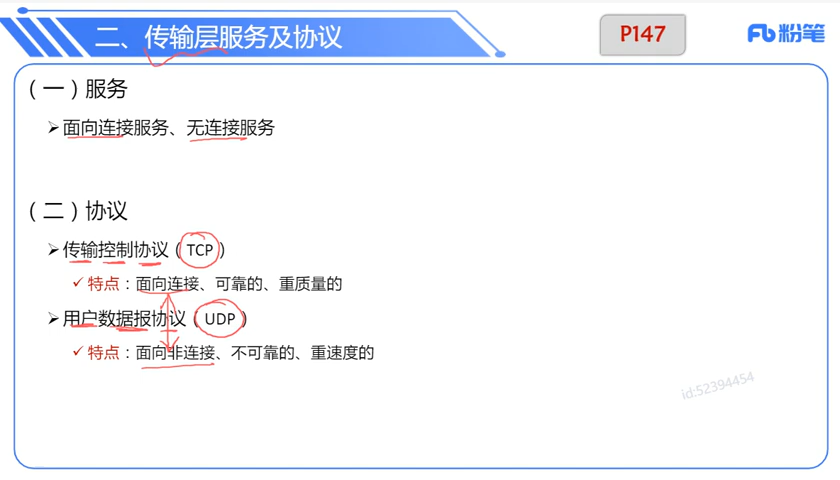 二、传输层服务及协议
P147
粉笔
（一）服务
面向连接服务、无连接服务
（二）协议
传输控制协议（TCP）
特点：面向连接、可靠的、重质量的
用户数据报协议（UDP）
特点：面向非连接、不可靠的、重速度的
id:52394454